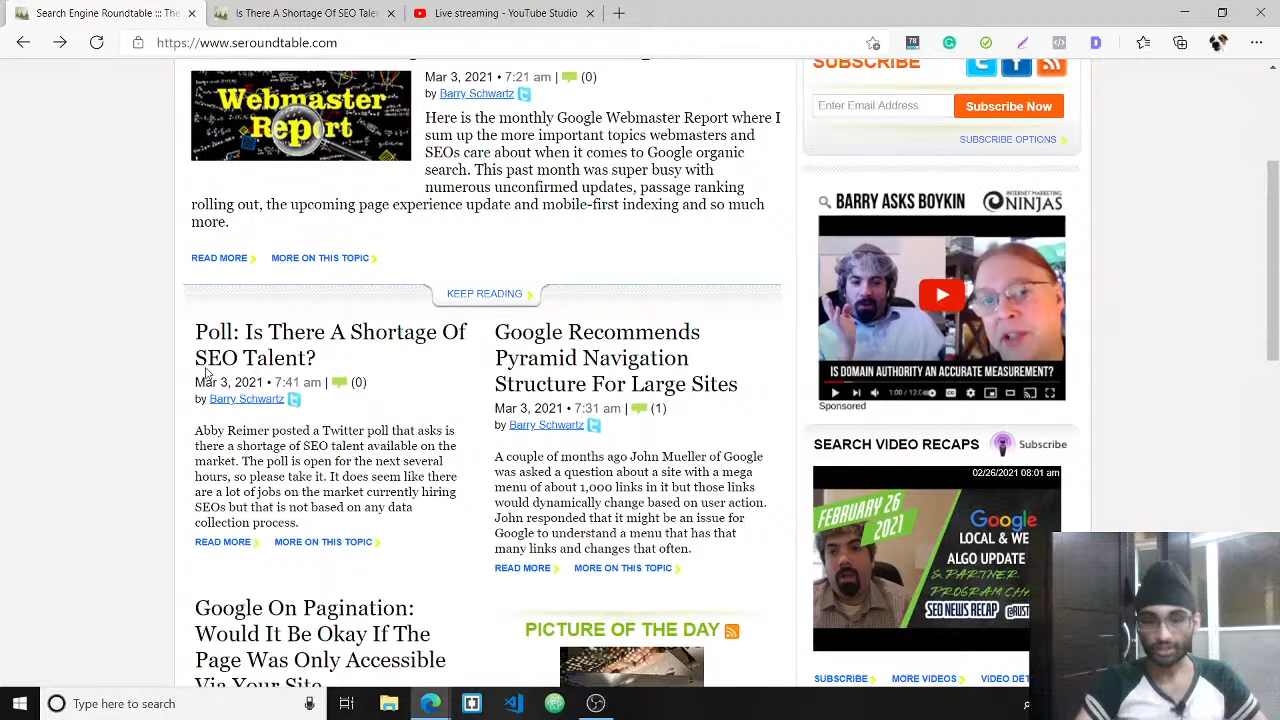 Search Engine Roundtable ::: The
Is There A Shortage of SEO Talen
Live streaming - YouTube Studio
https://www.seroundtable.com
78
Webmaster
Report
Mar 3, 2021 • 7:21 am | (0)
by Barry Schwartz
Here is the monthly Google Webmaster Report where I
sum up the more important topics webmasters and
SEOs care about when it comes to Google organic
search. This past month was super busy with
numerous unconfirmed updates, passage ranking
rolling out, the upcoming page experience update and mobile-first indexing and so much
more.
READ MORE MORE ON THIS TOPIC
KEEP READING
Poll: Is There A Shortage Of
SEO Talent?
Mar 3, 2021 • 7:41 am | (0)
by Barry Schwartz
Abby Reimer posted a Twitter poll that asks is
there a shortage of SEO talent available on the
market. The poll is open for the next several
hours, so please take it. It does seem like there
are a lot of jobs on the market currently hiring
SEOs but that is not based on any data
collection process.
READ MORE MORE ON THIS TOPIC
Google On Pagination:
Would It Be Okay If The
Page Was Only Accessible
Via Your Site
Google Recommends
Pyramid Navigation
Structure For Large Sites
Mar 3, 2021 • 7:31 am | (1)
by Barry Schwartz
A couple of months ago John Mueller of Google
was asked a question about a site with a mega
menu of about 1,000 links in it but those links
would dynamically change based on user action.
John responded that it might be an issue for
Google to understand a menu that has that
many links and changes that often.
READ MORE MORE ON THIS TOPIC
PICTURE OF THE DAY
SUBSCRIBE
Enter Email Address Subscribe Now
SUBSCRIBE OPTIONS
BARRY ASKS BOYKIN
INTERNET MARKETING
NINJAS
IS DOMAIN AUTHORITY AN ACCURATE MEASUREMENT?
Sponsored
SEARCH VIDEO RECAPS Subscribe
02/26/2021 08:01 am
FEBRUARY 26
2021
Google
LOCAL & WE
ALGO UPDATE
& PARTNER
PROGRAM CH
SEO NEWS RECAP
SUBSCRIBE MORE VIDEOS VIDEO DET
Type here to search